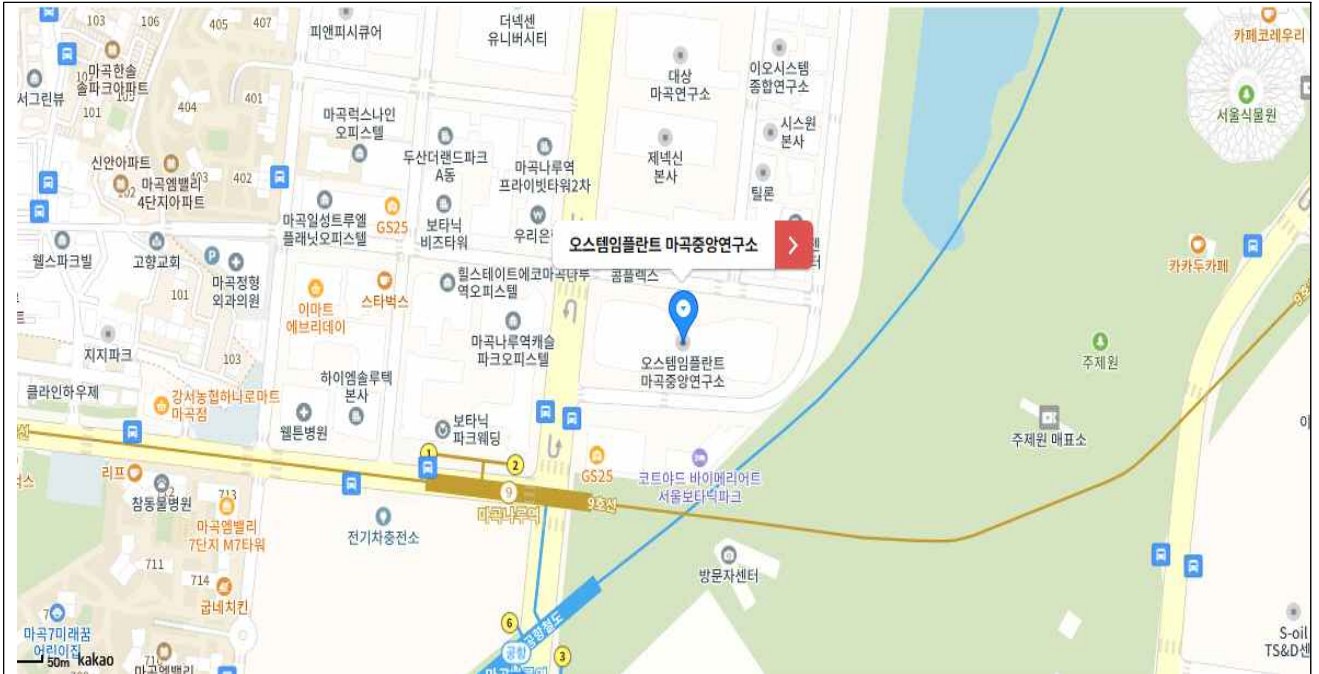 103
106
405
407
피앤피시큐어
더넥센
유니버시티
카페코레우리
마곡한솔
솔파크아파트
서그린뷰
101
404
401
대상
마곡연구소
이오시스템
종합연구소
서울식물원
마곡럭스나인
오피스텔
시스원
본사
두산더랜드파크
A동
마곡나루역
프라이빗타워2차
제넥신
본사
신안아파트
마곡엠밸리
4단지아파트
403
402
틸론
마곡일성트루엘
플래닛오피스텔
GS25
보타닉
비즈타워
오스템임플란트 마곡중앙연구소
웰스파크빌
고향교회
P
마곡정형
외과의원
힐스테이트에코마곡나루
역오피스텔
콤플렉스
카카두카페
101
이마트
에브리데이
스타벅스
마곡나루역캐슬
파크오피스텔
오스템임플란트
마곡중앙연구소
지지파크
103
주제원
클라인하우제
강서농협하나로마트
마곡점
하이엠솔루텍
본사
웰튼병원
보타닉
파크웨딩
주제원 매표소
1
2
GS25
코트야드 바이메리어트
서울보타닉파크
리프
참동물병원
713
9
마곡나루역
9호선
마곡엠밸리
7단지 M7타워
전기차충전소
방문자센터
711
714
굽네치킨
6
공항철도
공항
3
마곡7미래꿈
어린이집
S-oil
TS&D센
50m
kakao
마곡엠밸리